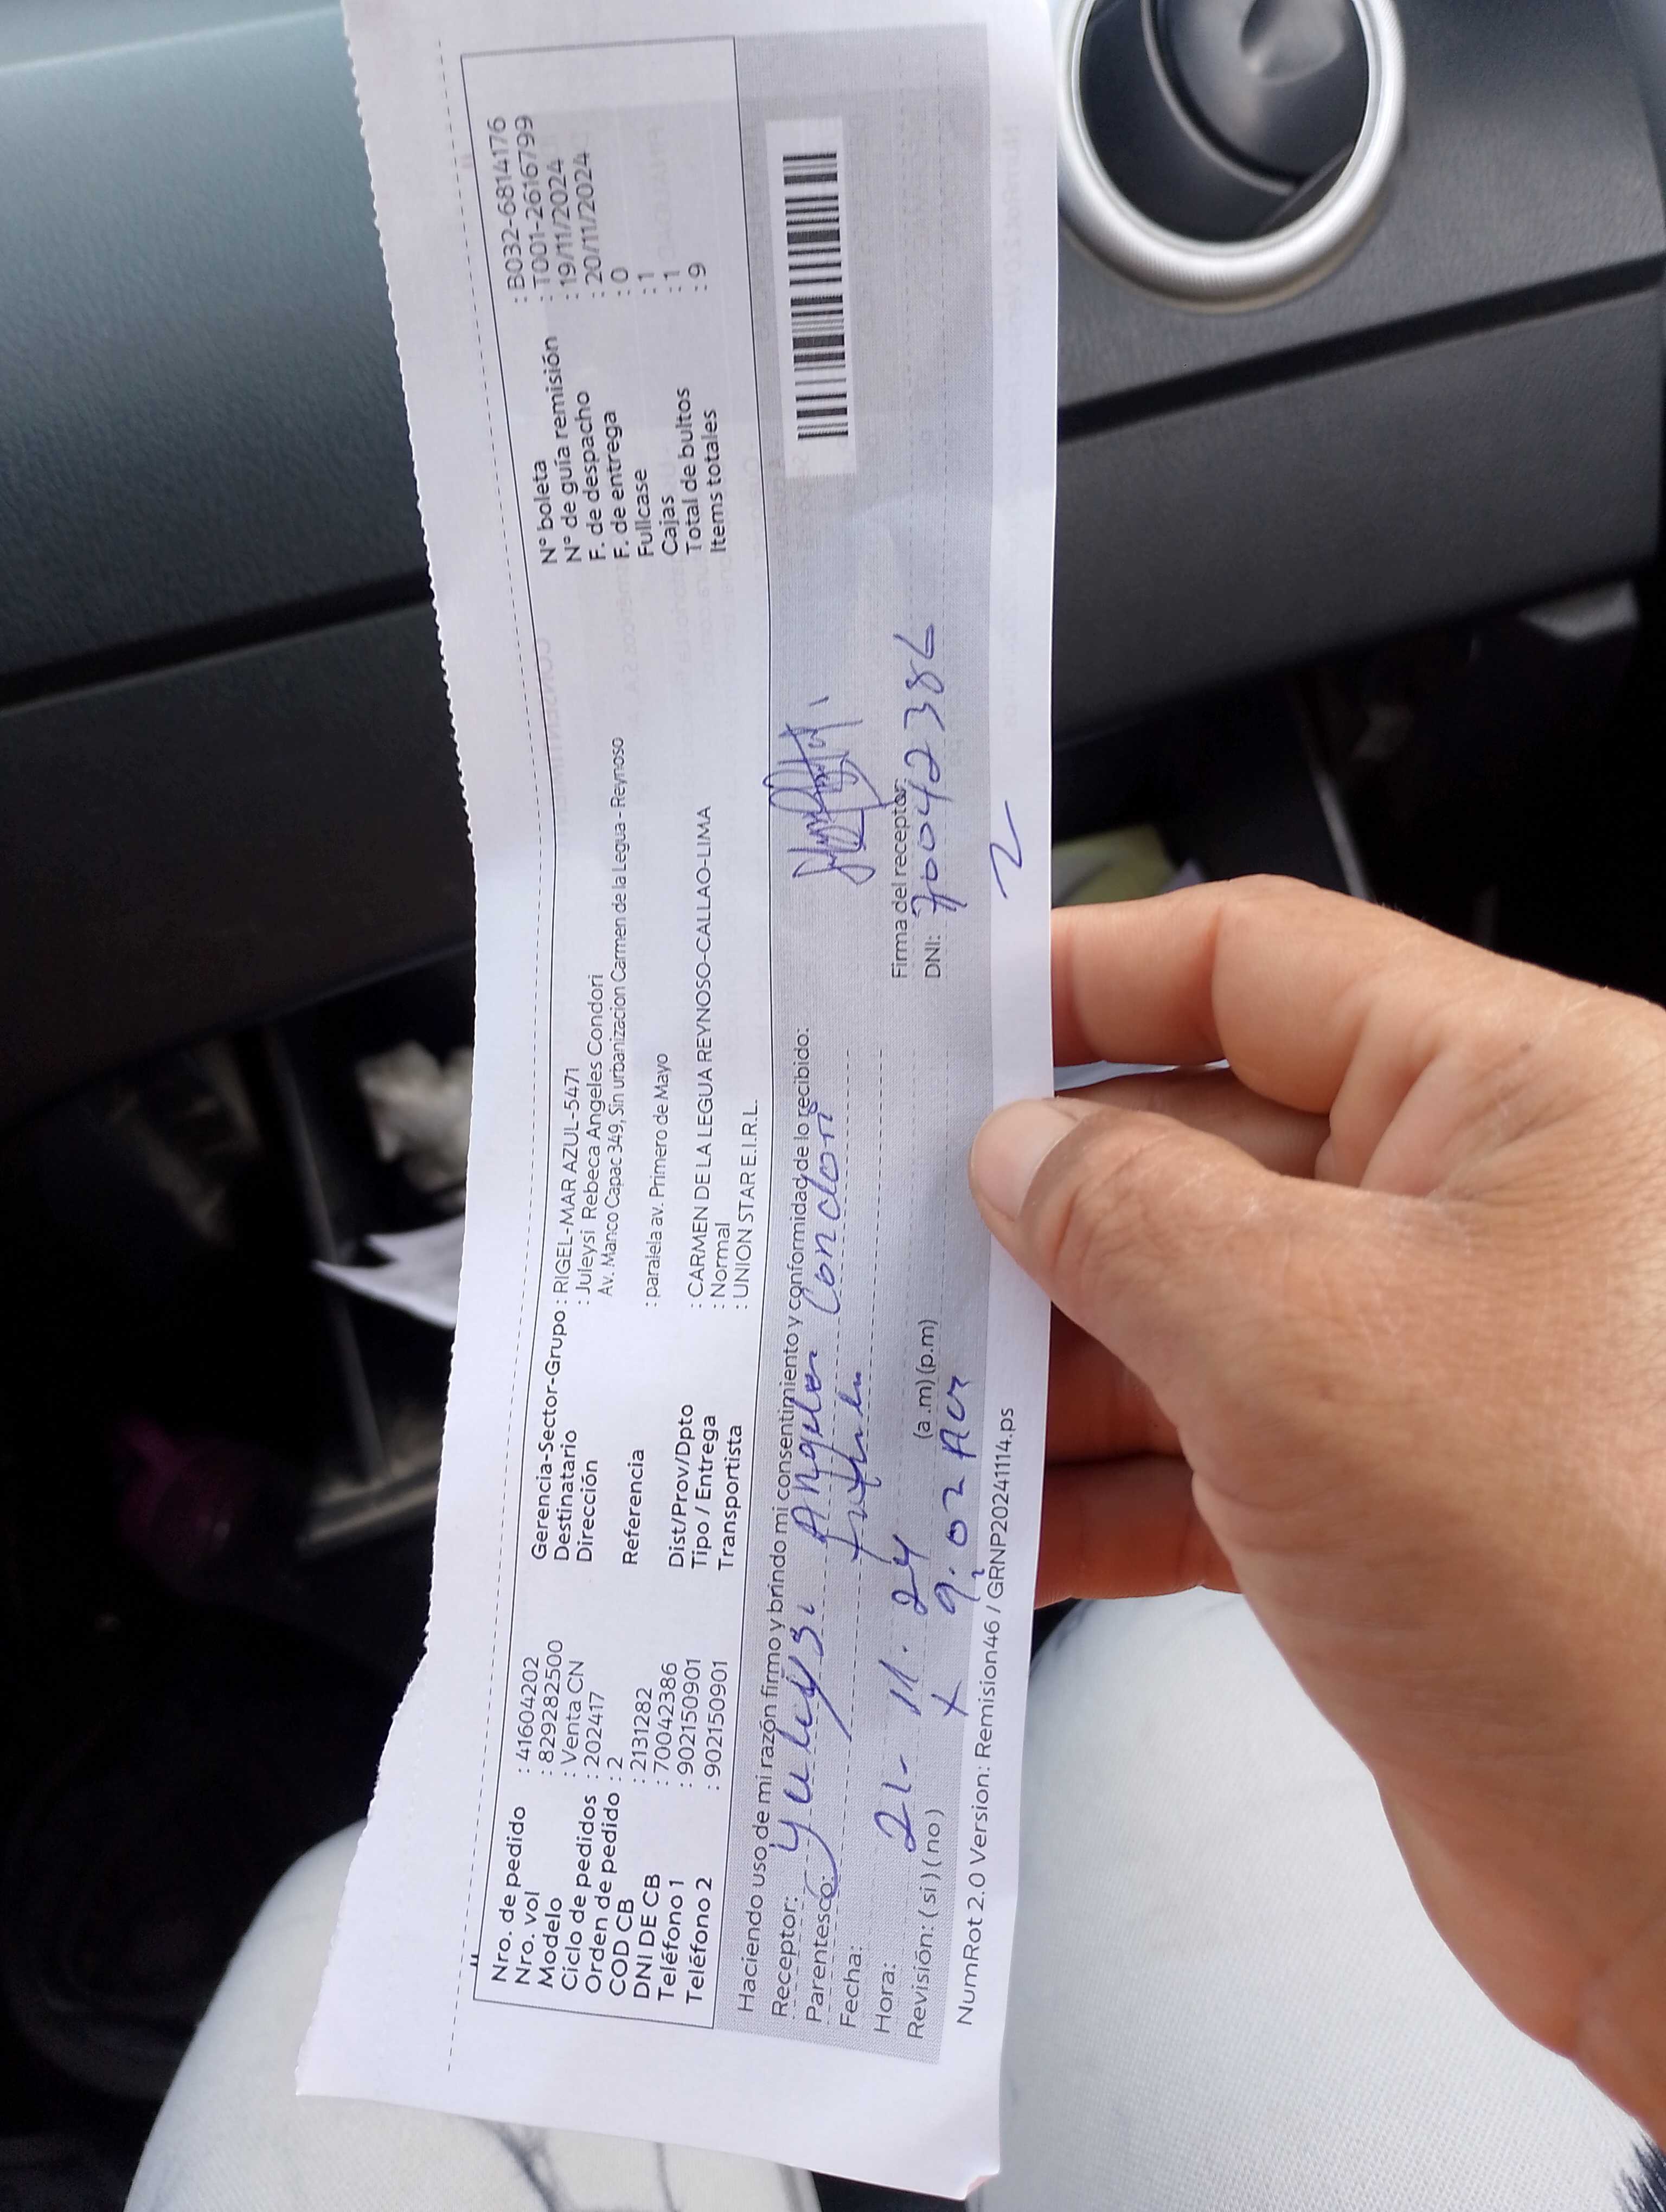 Nro. de pedido : 41604202
Nro. vol : 8292822500
Modelo : Venta CN
Ciclo de pedidos : 202417
Orden de pedido : 2
COD CB : 2131282
DNI DE CB : 70042386
Teléfono 1 : 902150901
Teléfono 2 : 902150901
Gerencia-Sector-Grupo : RIGEL-MAR AZUL-5471
Destinatario : Juleysi Rebeca Angeles Condori
Dirección Av. Manco Capac 349, Sin urbanizacion Carmen de la Legua - Reynoso
Referencia : paralela av. Primero de Mayo
Dist/Prov/Dpto : CARMEN DE LA LEGUA REYNOSO-CALLAO-LIMA
Tipo / Entrega : Normal
Transportista : UNION STAR E.I.R.L.
N° boleta : B032-6814176
N° de guía remisión : T001-2616799
F. de despacho : 19/11/2024
F. de entrega : 20/11/2024
Fullcase : 0
Cajas : 1
Total de bultos : 1
Items totales : 9
Haciendo uso de mi razón firmo y brindo mi consentimiento y conformidad de lo recibido:
Receptor: Yuleysi Angeles Condori
Parentesco:
Fecha: 21- 11. 24
Hora: 9:02 AM (a.m) (p.m)
Revisión: (si) (no) X
Firma del receptor
DNI: 70042386
2
NumRot 2.0 Version: Remision46 / GRNP20241114.ps